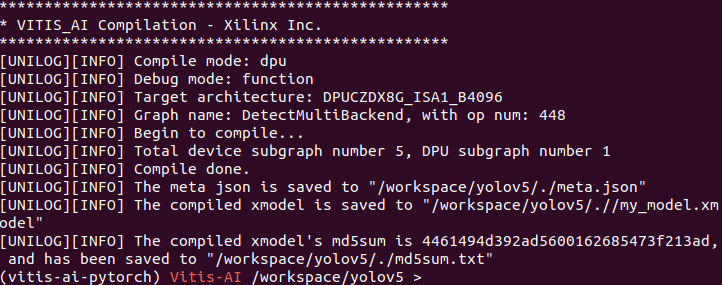 **************************************************
* VITIS_AI Compilation - Xilinx Inc.
**************************************************
[UNILOG][INFO] Compile mode: dpu
[UNILOG][INFO] Debug mode: function
[UNILOG][INFO] Target architecture: DPUCZDX8G_ISA1_B4096
[UNILOG][INFO] Graph name: DetectMultiBackend, with op num: 448
[UNILOG][INFO] Begin to compile...
[UNILOG][INFO] Total device subgraph number 5, DPU subgraph number 1
[UNILOG][INFO] Compile done.
[UNILOG][INFO] The meta json is saved to "/workspace/yolov5/./meta.json"
[UNILOG][INFO] The compiled xmodel is saved to "/workspace/yolov5/.//my_model.xm
odel"
[UNILOG][INFO] The compiled xmodel's md5sum is 4461494d392ad5600162685473f213ad,
 and has been saved to "/workspace/yolov5/./md5sum.txt"
(vitis-ai-pytorch) Vitis-AI /workspace/yolov5 >